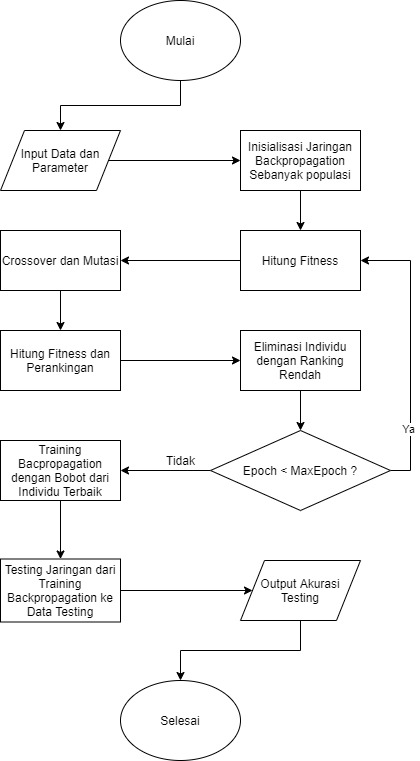 Mulai
Input Data dan
Parameter
Inisialisasi Jaringan
Backpropagation
Sebanyak populasi
Crossover dan Mutasi
Hitung Fitness
Hitung Fitness dan
Perankingan
Eliminasi Individu
dengan Ranking
Rendah
Ya
Training
Bacpropagation
dengan Bobot dari
Individu Terbaik
Tidak
Epoch < MaxEpoch ?
Testing Jaringan dari
Training
Backpropagation ke
Data Testing
Output Akurasi
Testing
Selesai